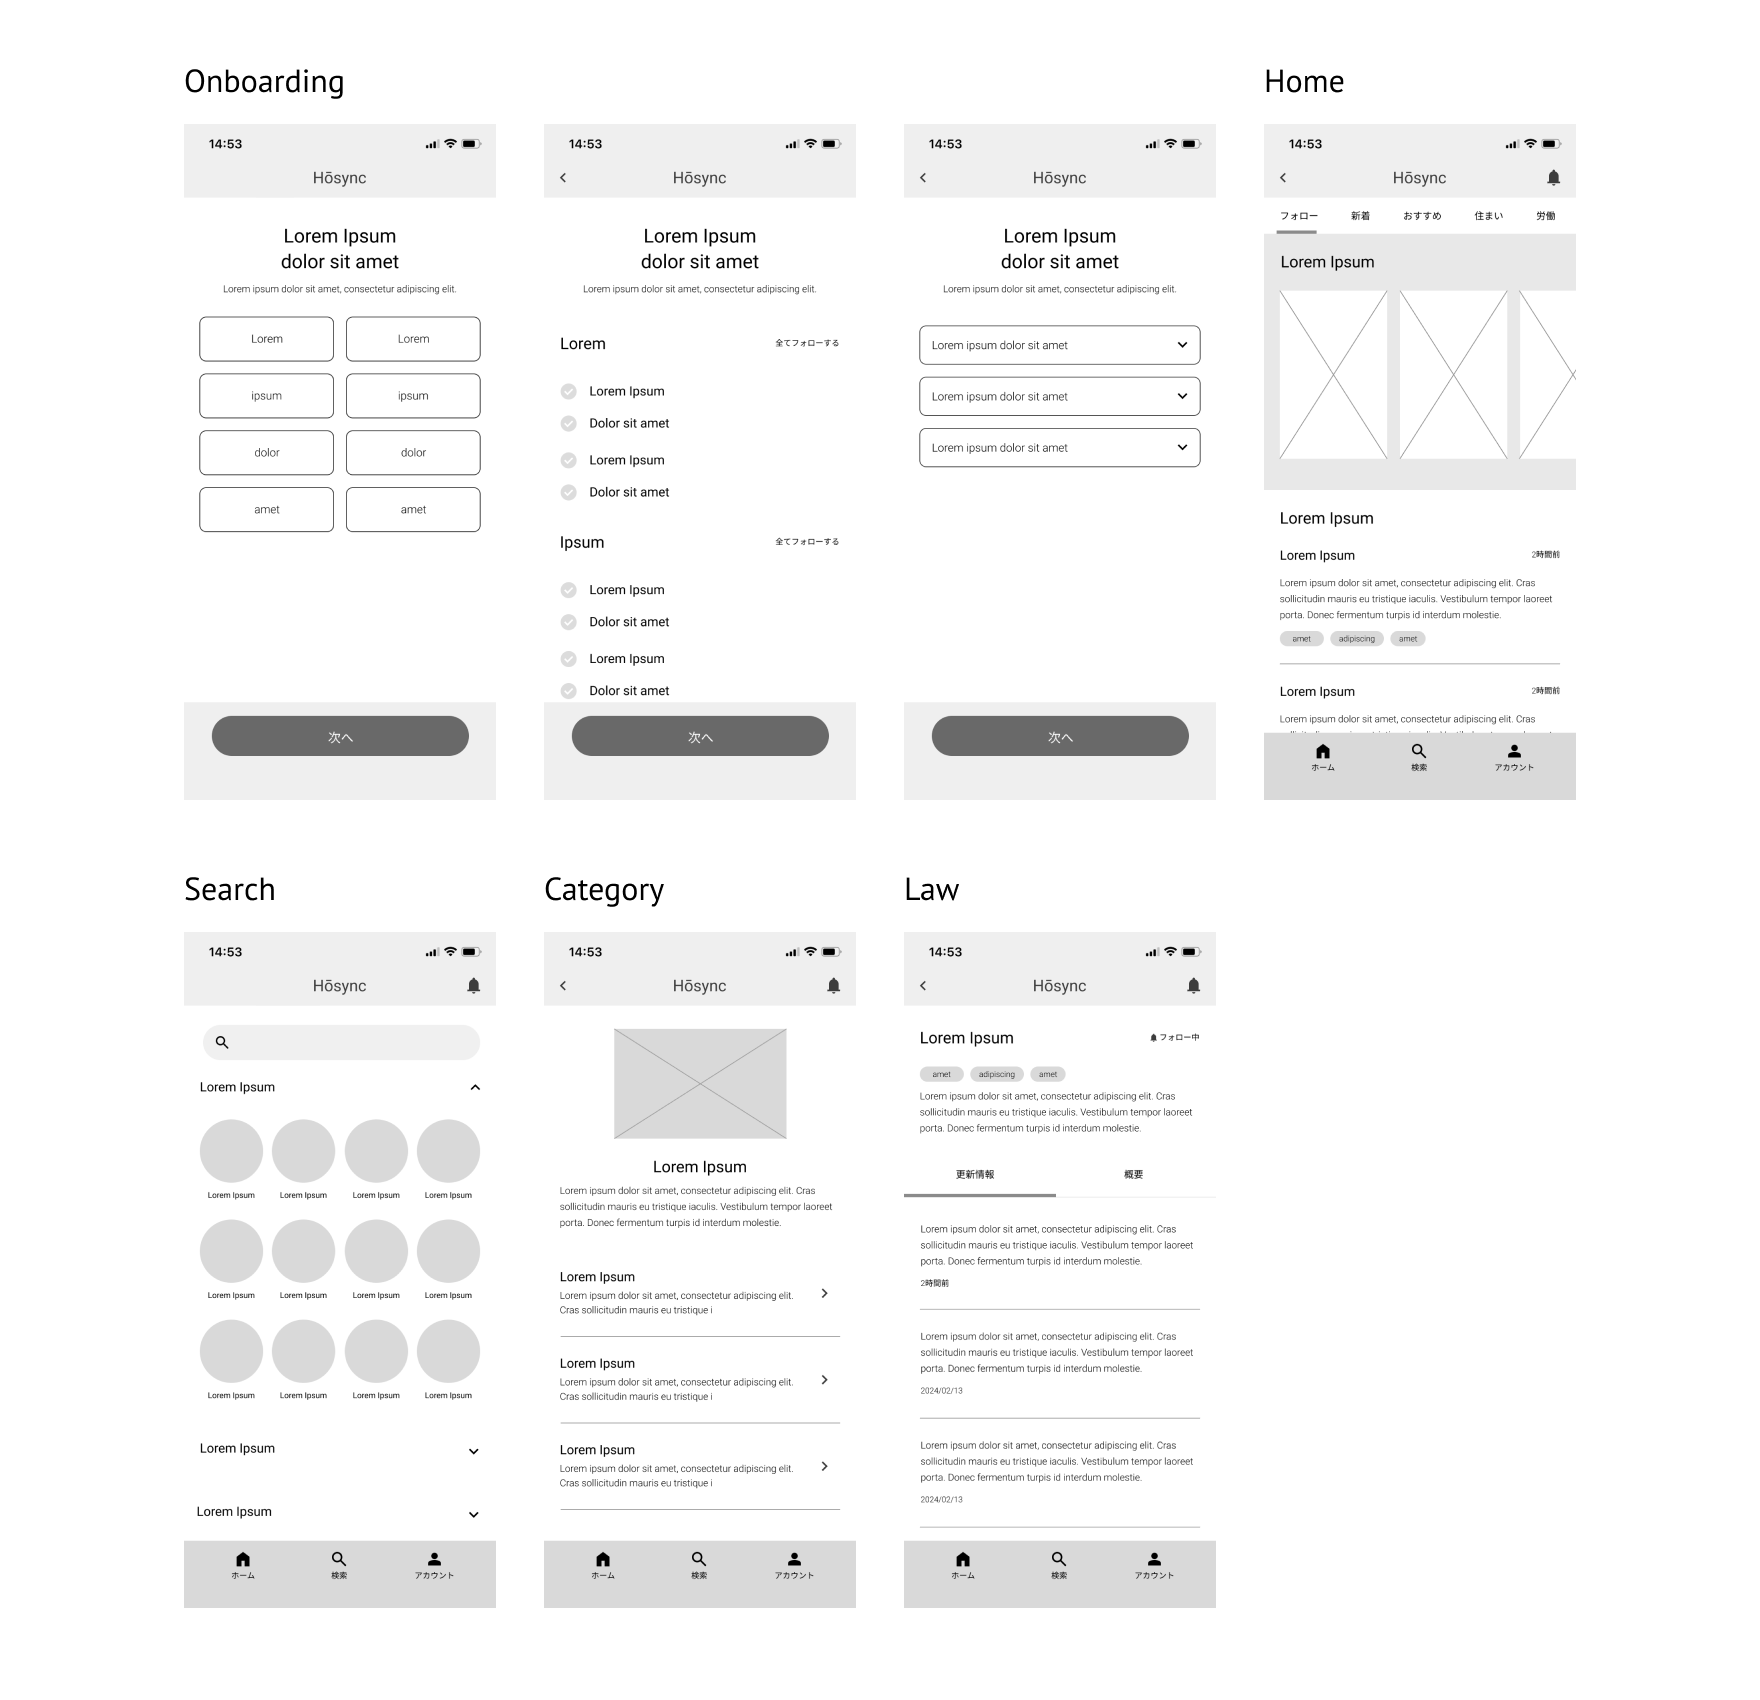 Onboarding
14:53
Hōsync
Lorem Ipsum
dolor sit amet
Lorem ipsum dolor sit amet, consectetur adipiscing elit.
Lorem
Lorem
ipsum
ipsum
dolor
dolor
amet
amet
次へ
14:53
Hōsync
Lorem Ipsum
dolor sit amet
Lorem ipsum dolor sit amet, consectetur adipiscing elit.
Lorem
全てフォローする
Lorem Ipsum
Dolor sit amet
Lorem Ipsum
Dolor sit amet
Ipsum
全てフォローする
Lorem Ipsum
Dolor sit amet
Lorem Ipsum
Dolor sit amet
次へ
14:53
Hōsync
Lorem Ipsum
dolor sit amet
Lorem ipsum dolor sit amet, consectetur adipiscing elit.
Lorem ipsum dolor sit amet
Lorem ipsum dolor sit amet
Lorem ipsum dolor sit amet
次へ
Home
14:53
Hōsync
フォロー 新着 おすすめ 住まい 労働
Lorem Ipsum
Lorem Ipsum
Lorem Ipsum
2時間前
Lorem ipsum dolor sit amet, consectetur adipiscing elit. Cras
sollicitudin mauris eu tristique iaculis. Vestibulum tempor laoreet
porta. Donec fermentum turpis id interdum molestie.
amet adipiscing amet
Lorem Ipsum
2時間前
Lorem ipsum dolor sit amet, consectetur adipiscing elit. Cras
ホーム 検索 アカウント
Search
14:53
Hōsync
Lorem Ipsum
Lorem Ipsum Lorem Ipsum Lorem Ipsum Lorem Ipsum
Lorem Ipsum Lorem Ipsum Lorem Ipsum Lorem Ipsum
Lorem Ipsum Lorem Ipsum Lorem Ipsum Lorem Ipsum
Lorem Ipsum
Lorem Ipsum
ホーム 検索 アカウント
Category
14:53
Hōsync
Lorem Ipsum
Lorem ipsum dolor sit amet, consectetur adipiscing elit. Cras
sollicitudin mauris eu tristique iaculis. Vestibulum tempor laoreet
porta. Donec fermentum turpis id interdum molestie.
Lorem Ipsum
Lorem ipsum dolor sit amet, consectetur adipiscing elit.
Cras sollicitudin mauris eu tristique i
Lorem Ipsum
Lorem ipsum dolor sit amet, consectetur adipiscing elit.
Cras sollicitudin mauris eu tristique i
Lorem Ipsum
Lorem ipsum dolor sit amet, consectetur adipiscing elit.
Cras sollicitudin mauris eu tristique i
ホーム 検索 アカウント
Law
14:53
Hōsync
Lorem Ipsum
フォロー中
amet adipiscing amet
Lorem ipsum dolor sit amet, consectetur adipiscing elit. Cras
sollicitudin mauris eu tristique iaculis. Vestibulum tempor laoreet
porta. Donec fermentum turpis id interdum molestie.
更新情報 概要
Lorem ipsum dolor sit amet, consectetur adipiscing elit. Cras
sollicitudin mauris eu tristique iaculis. Vestibulum tempor laoreet
porta. Donec fermentum turpis id interdum molestie.
2時間前
Lorem ipsum dolor sit amet, consectetur adipiscing elit. Cras
sollicitudin mauris eu tristique iaculis. Vestibulum tempor laoreet
porta. Donec fermentum turpis id interdum molestie.
2024/02/13
Lorem ipsum dolor sit amet, consectetur adipiscing elit. Cras
sollicitudin mauris eu tristique iaculis. Vestibulum tempor laoreet
porta. Donec fermentum turpis id interdum molestie.
2024/02/13
ホーム 検索 アカウント